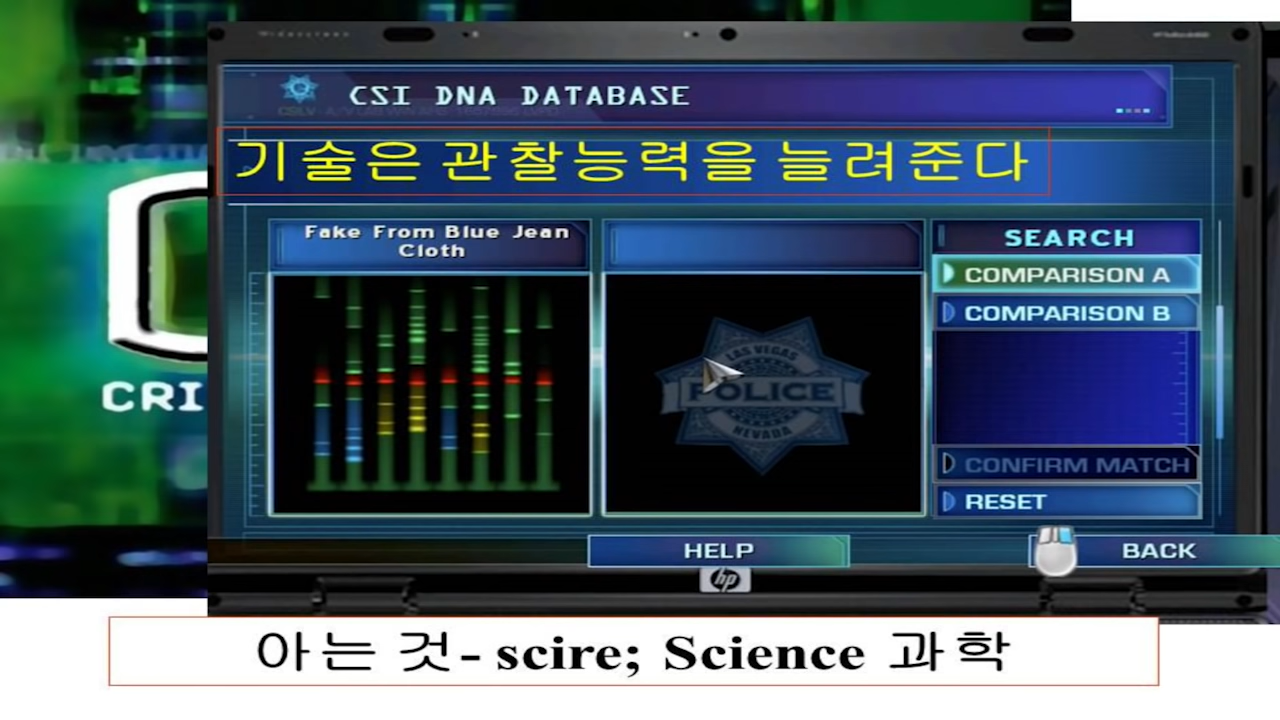 CSI DNA DATABASE
기술은 관찰능력을 늘려준다
Fake From Blue Jean
Cloth
SEARCH
COMPARISON A
COMPARISON B
LAS VEGAS
POLICE
NEVADA
CONFIRM MATCH
RESET
HELP
BACK
hp
CRI
아는 것- scire; Science 과학